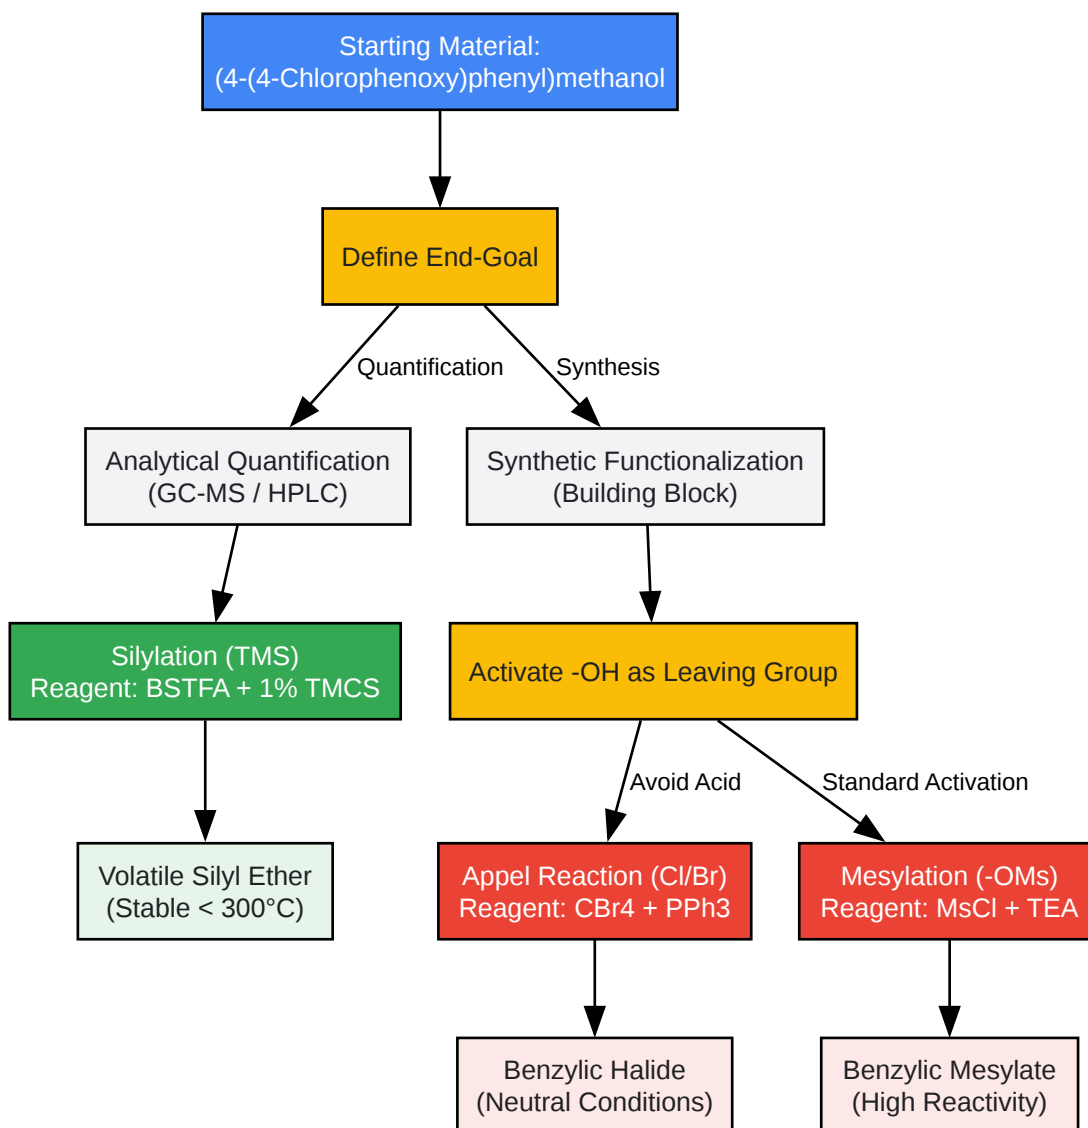 Starting Material:
(4-(4-Chlorophenoxy)phenyl)methanol
Define End-Goal
Quantification
Synthesis
Analytical Quantification
(GC-MS / HPLC)
Synthetic Functionalization
(Building Block)
Silylation (TMS)
Reagent: BSTFA + 1% TMCS
Activate -OH as Leaving Group
Avoid Acid
Standard Activation
Volatile Silyl Ether
(Stable < 300°C)
Appel Reaction (Cl/Br)
Reagent: CBr4 + PPh3
Mesylation (-OMs)
Reagent: MsCl + TEA
Benzylic Halide
(Neutral Conditions)
Benzylic Mesylate
(High Reactivity)